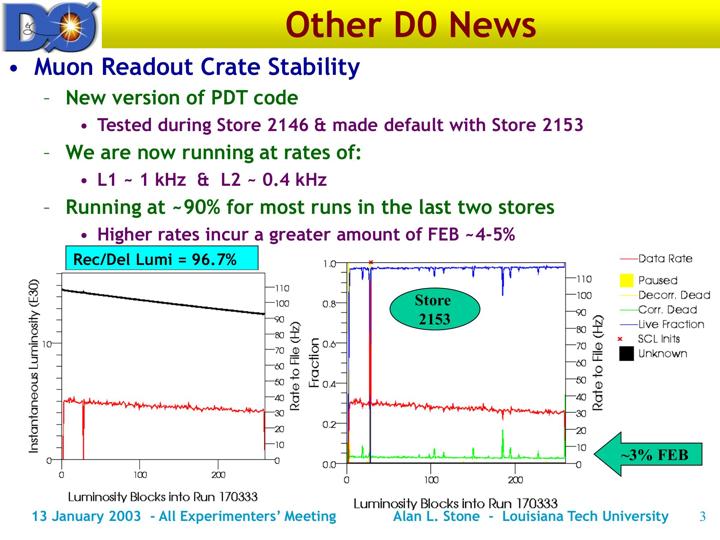 DØ
Other D0 News
• Muon Readout Crate Stability
– New version of PDT code
• Tested during Store 2146 & made default with Store 2153
– We are now running at rates of:
• L1 ~ 1 kHz & L2 ~ 0.4 kHz
– Running at ~90% for most runs in the last two stores
• Higher rates incur a greater amount of FEB ~4-5%
Rec/Del Lumi = 96.7%
Instantaneous Luminosity (E30)
10
0
110
100
90
80
70
60
50
40
30
20
10
0
Rate to File (Hz)
0 100 200
Luminosity Blocks into Run 170333
Store
2153
Fraction
1.0
0.8
0.6
0.4
0.2
0.0
110
100
90
80
70
60
50
40
30
20
10
0
Rate to File (Hz)
0 100 200
Luminosity Blocks into Run 170333
Data Rate
Paused
Decorr. Dead
Corr. Dead
Live Fraction
SCL Inits
Unknown
~3% FEB
13 January 2003 - All Experimenters' Meeting
Alan L. Stone - Louisiana Tech University
3